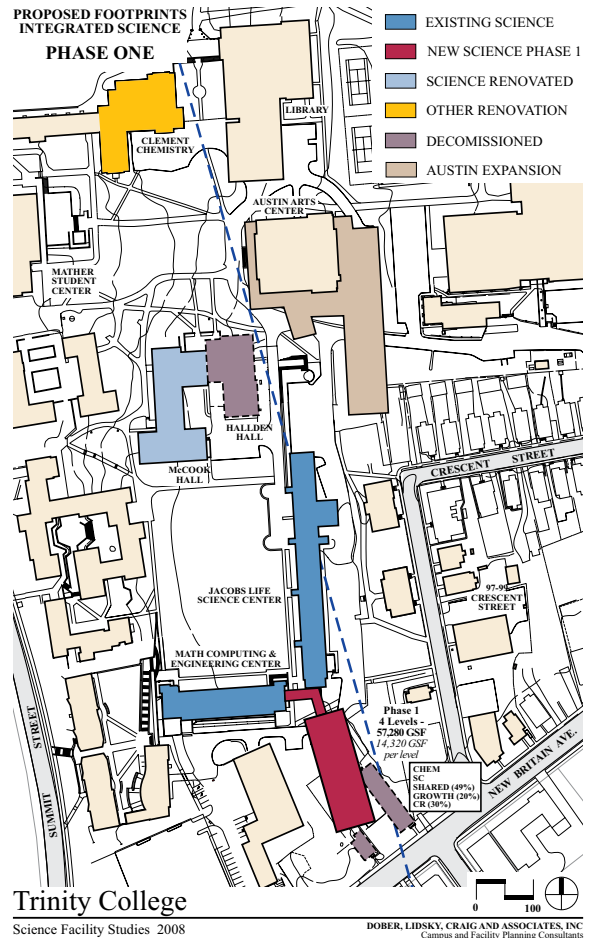 PROPOSED FOOTPRINTS
INTEGRATED SCIENCE
PHASE ONE
EXISTING SCIENCE
NEW SCIENCE PHASE 1
SCIENCE RENOVATED
OTHER RENOVATION
DECOMISSIONED
AUSTIN EXPANSION
LIBRARY
CLEMENT
CHEMISTRY
AUSTIN ARTS
CENTER
MATHER
STUDENT
CENTER
HALLDEN
HALL
McCOOK
HALL
CRESCENT STREET
JACOBS LIFE
SCIENCE CENTER
97-99
CRESCENT
STREET
MATH COMPUTING &
ENGINEERING CENTER
Phase 1
4 Levels -
57,280 GSF
14,320 GSF
per level
CHEM
SC
SHARED (49%)
GROWTH (20%)
CR (30%)
NEW BRITAIN AVE.
SUMMIT STREET
Trinity College
0 100
Science Facility Studies 2008
DOBER, LIDSKY, CRAIG AND ASSOCIATES, INC
Campus and Facility Planning Consultants